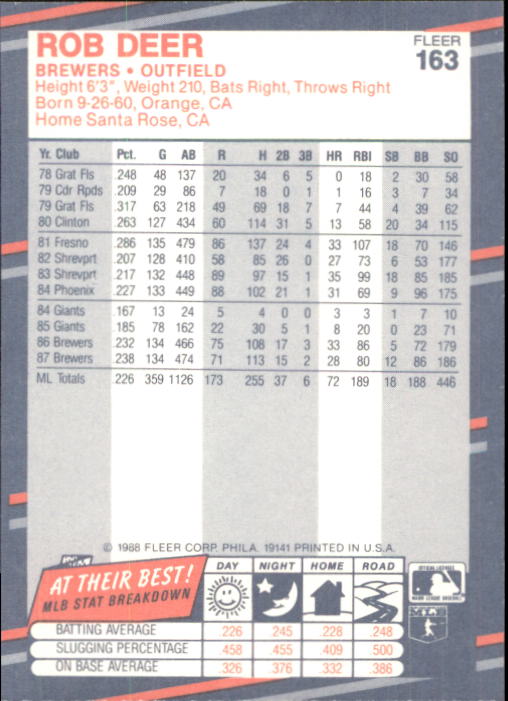 ROB DEER
FLEER
163
BREWERS • OUTFIELD
Height 6'3", Weight 210, Bats Right, Throws Right
Born 9-26-60, Orange, CA
Home Santa Rose, CA
Yr. Club Pct. G AB R H 2B 3B HR RBI SB BB SO
78 Grat Fls .248 48 137 20 34 6 5 0 18 2 30 58
79 Cdr Rpds .209 29 86 7 18 0 1 1 16 3 7 34
79 Grat Fls .317 63 218 49 69 18 7 7 44 4 39 62
80 Clinton .263 127 434 60 114 31 5 13 58 20 34 115
81 Fresno .286 135 479 86 137 24 4 33 107 18 70 146
82 Shrevprt .207 128 410 58 85 26 0 27 73 6 53 177
83 Shrevprt .217 132 448 89 97 15 1 35 99 18 85 185
84 Phoenix .227 133 449 88 102 21 1 31 69 9 96 175
84 Giants .167 13 24 5 4 0 0 3 3 1 7 10
85 Giants .185 78 162 22 30 5 1 8 20 0 23 71
86 Brewers .232 134 466 75 108 17 3 33 86 5 72 179
87 Brewers .238 134 474 71 113 15 2 28 80 12 86 186
ML Totals .226 359 1126 173 255 37 6 72 189 18 188 446
© 1988 FLEER CORP. PHILA. 19141 PRINTED IN U.S.A.
AT THEIR BEST!
MLB STAT BREAKDOWN
DAY NIGHT HOME ROAD
BATTING AVERAGE .226 .245 .228 .248
SLUGGING PERCENTAGE .458 .455 .409 .500
ON BASE AVERAGE .326 .376 .332 .386